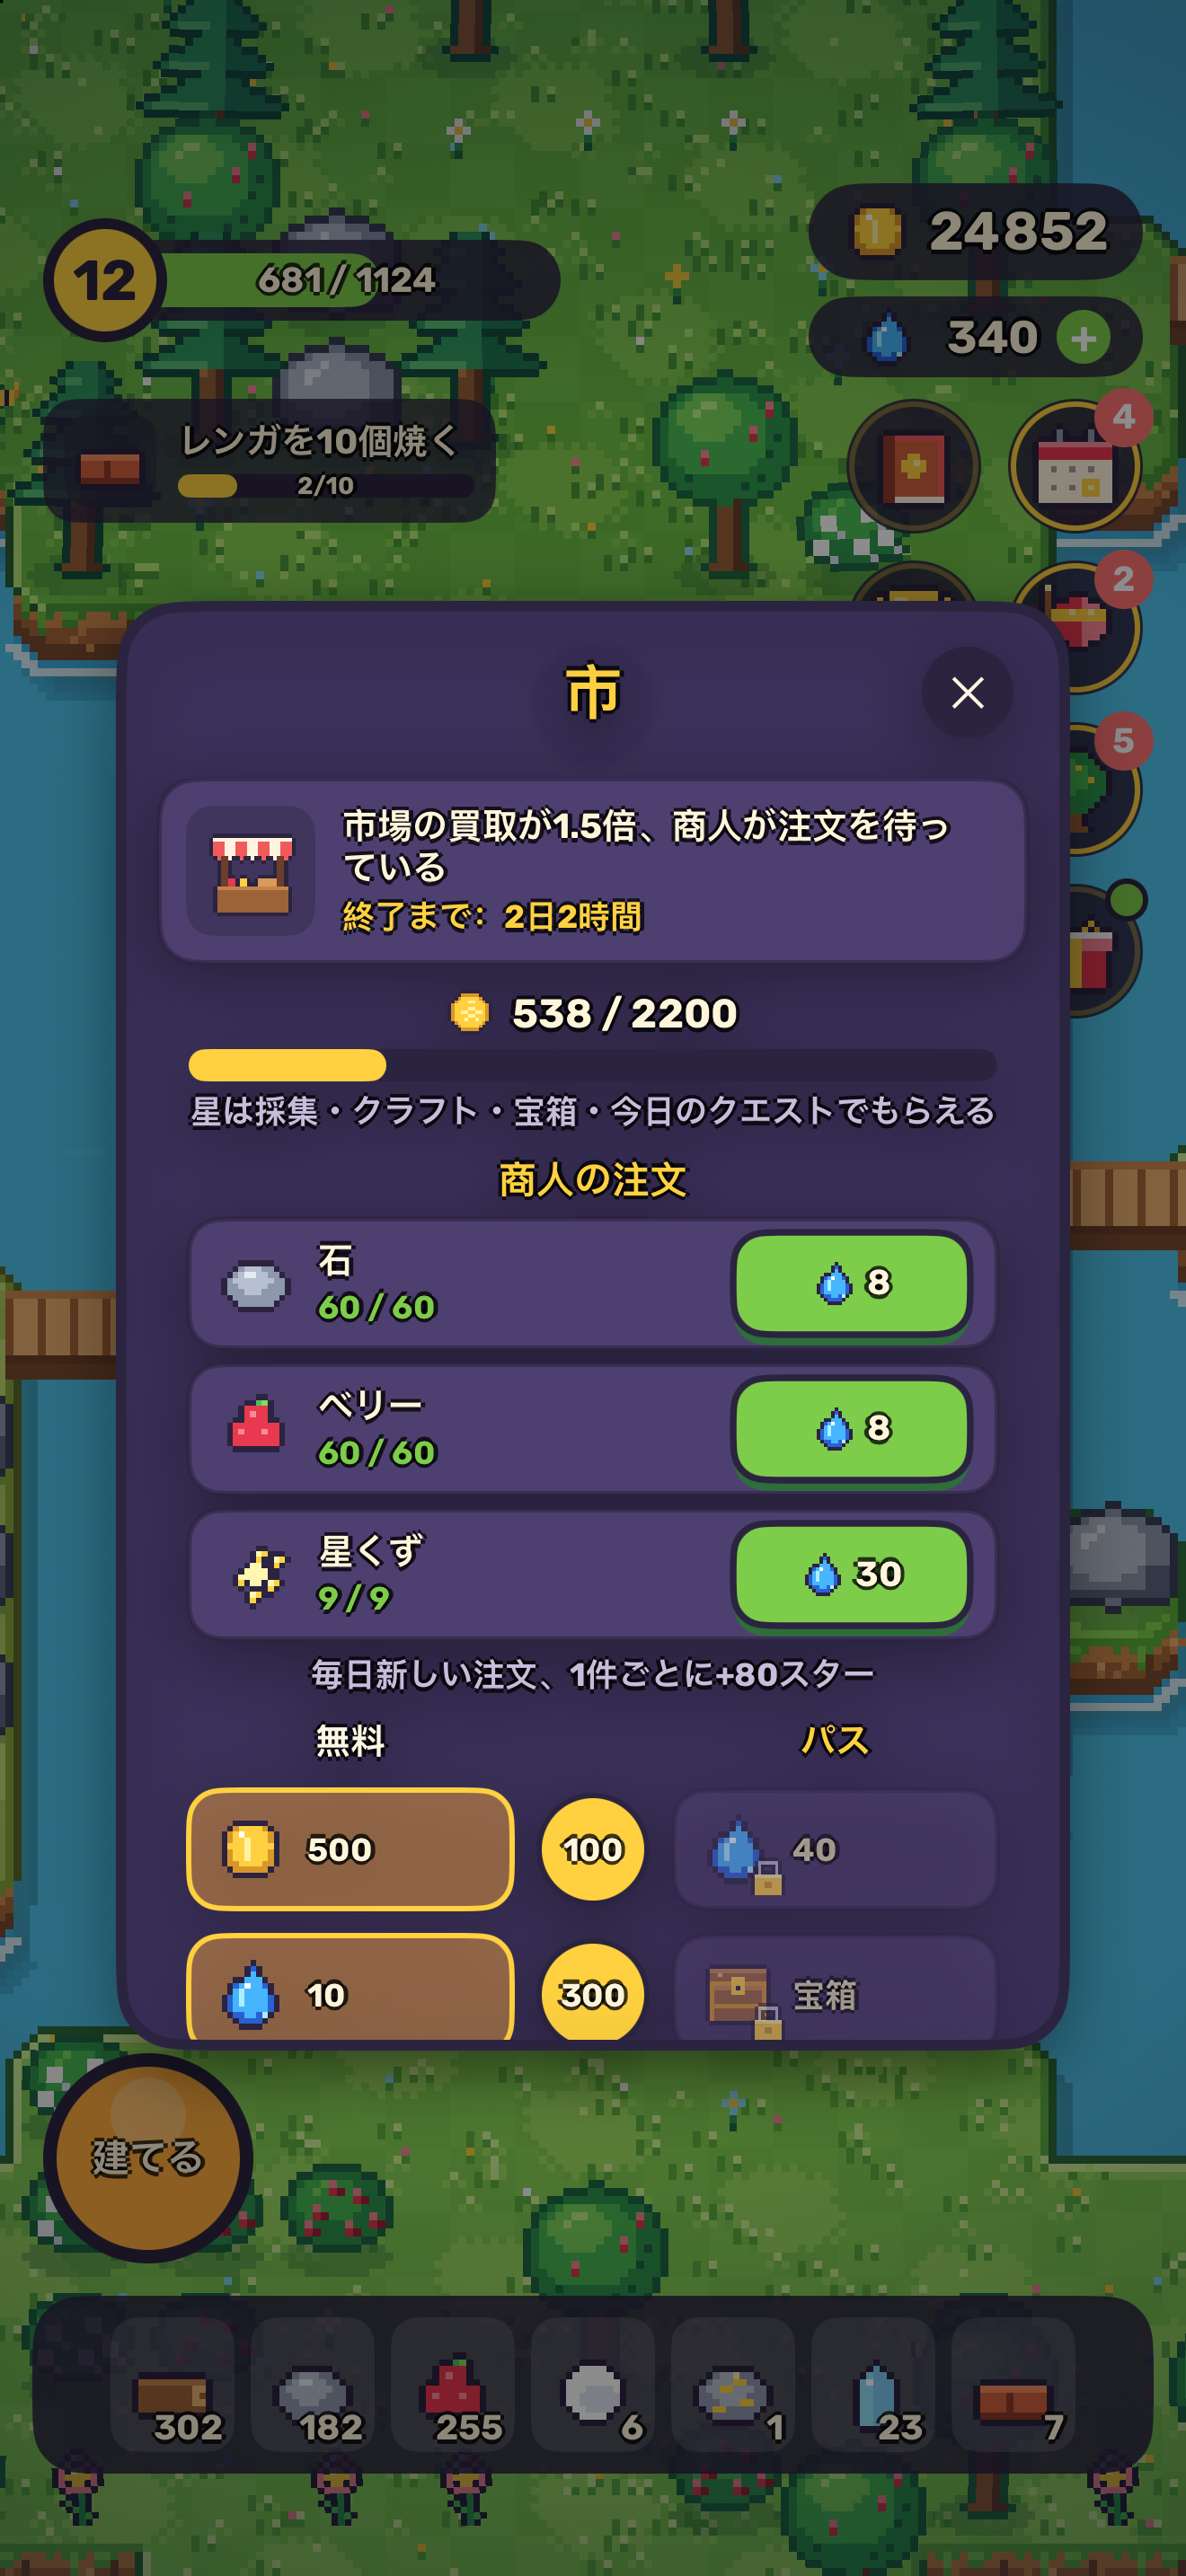 24852
12
681 / 1124
340
+
レンガを10個焼く
2/10
4
2
5
市
市場の買取が1.5倍、商人が注文を待っ
ている
終了まで: 2日2時間
538 / 2200
星は採集・クラフト・宝箱・今日のクエストでもらえる
商人の注文
石
60 / 60
8
ベリー
60 / 60
8
星くず
9 / 9
30
毎日新しい注文、1件ごとに+80スター
無料
パス
500
100
40
10
300
宝箱
建てる
302
182
255
6
1
23
7